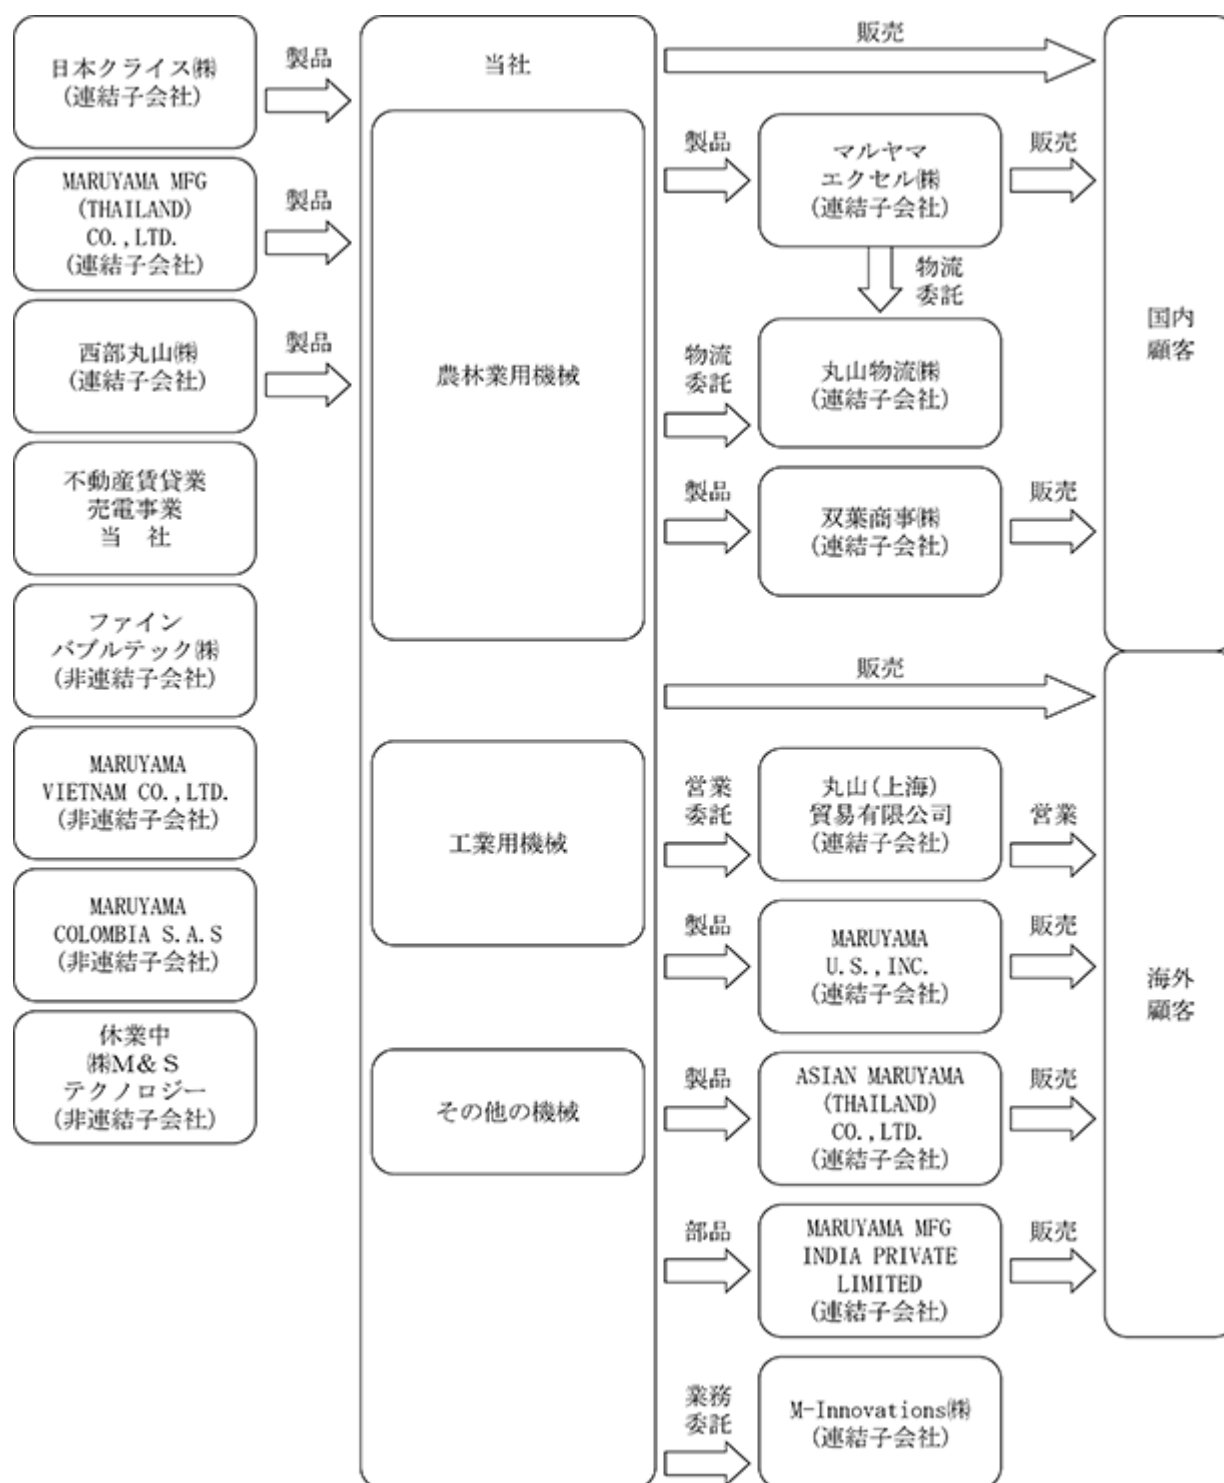 日本クライス㈱
(連結子会社)
製品
MARUYAMA MFG
(THAILAND)
CO.,LTD.
(連結子会社)
製品
西部丸山㈱
(連結子会社)
製品
不動産賃貸業
売電事業
当　社
ファイン
バブルテック㈱
(非連結子会社)
MARUYAMA
VIETNAM CO.,LTD.
(非連結子会社)
MARUYAMA
COLOMBIA S.A.S
(非連結子会社)
休業中
㈱M&S
テクノロジー
(非連結子会社)
当社
農林業用機械
工業用機械
その他の機械
販売
製品
マルヤマ
エクセル㈱
(連結子会社)
販売
物流
委託
物流
委託
丸山物流㈱
(連結子会社)
製品
双葉商事㈱
(連結子会社)
販売
国内
顧客
販売
営業
委託
丸山(上海)
貿易有限公司
(連結子会社)
営業
製品
MARUYAMA
U.S.,INC.
(連結子会社)
販売
製品
ASIAN MARUYAMA
(THAILAND)
CO.,LTD.
(連結子会社)
販売
部品
MARUYAMA MFG
INDIA PRIVATE
LIMITED
(連結子会社)
販売
海外
顧客
業務
委託
M-Innovations㈱
(連結子会社)